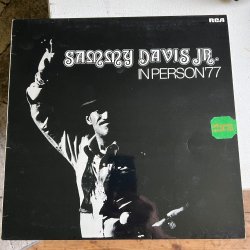 RCA
SAMMY DAVIS JR.
IN PERSON '77